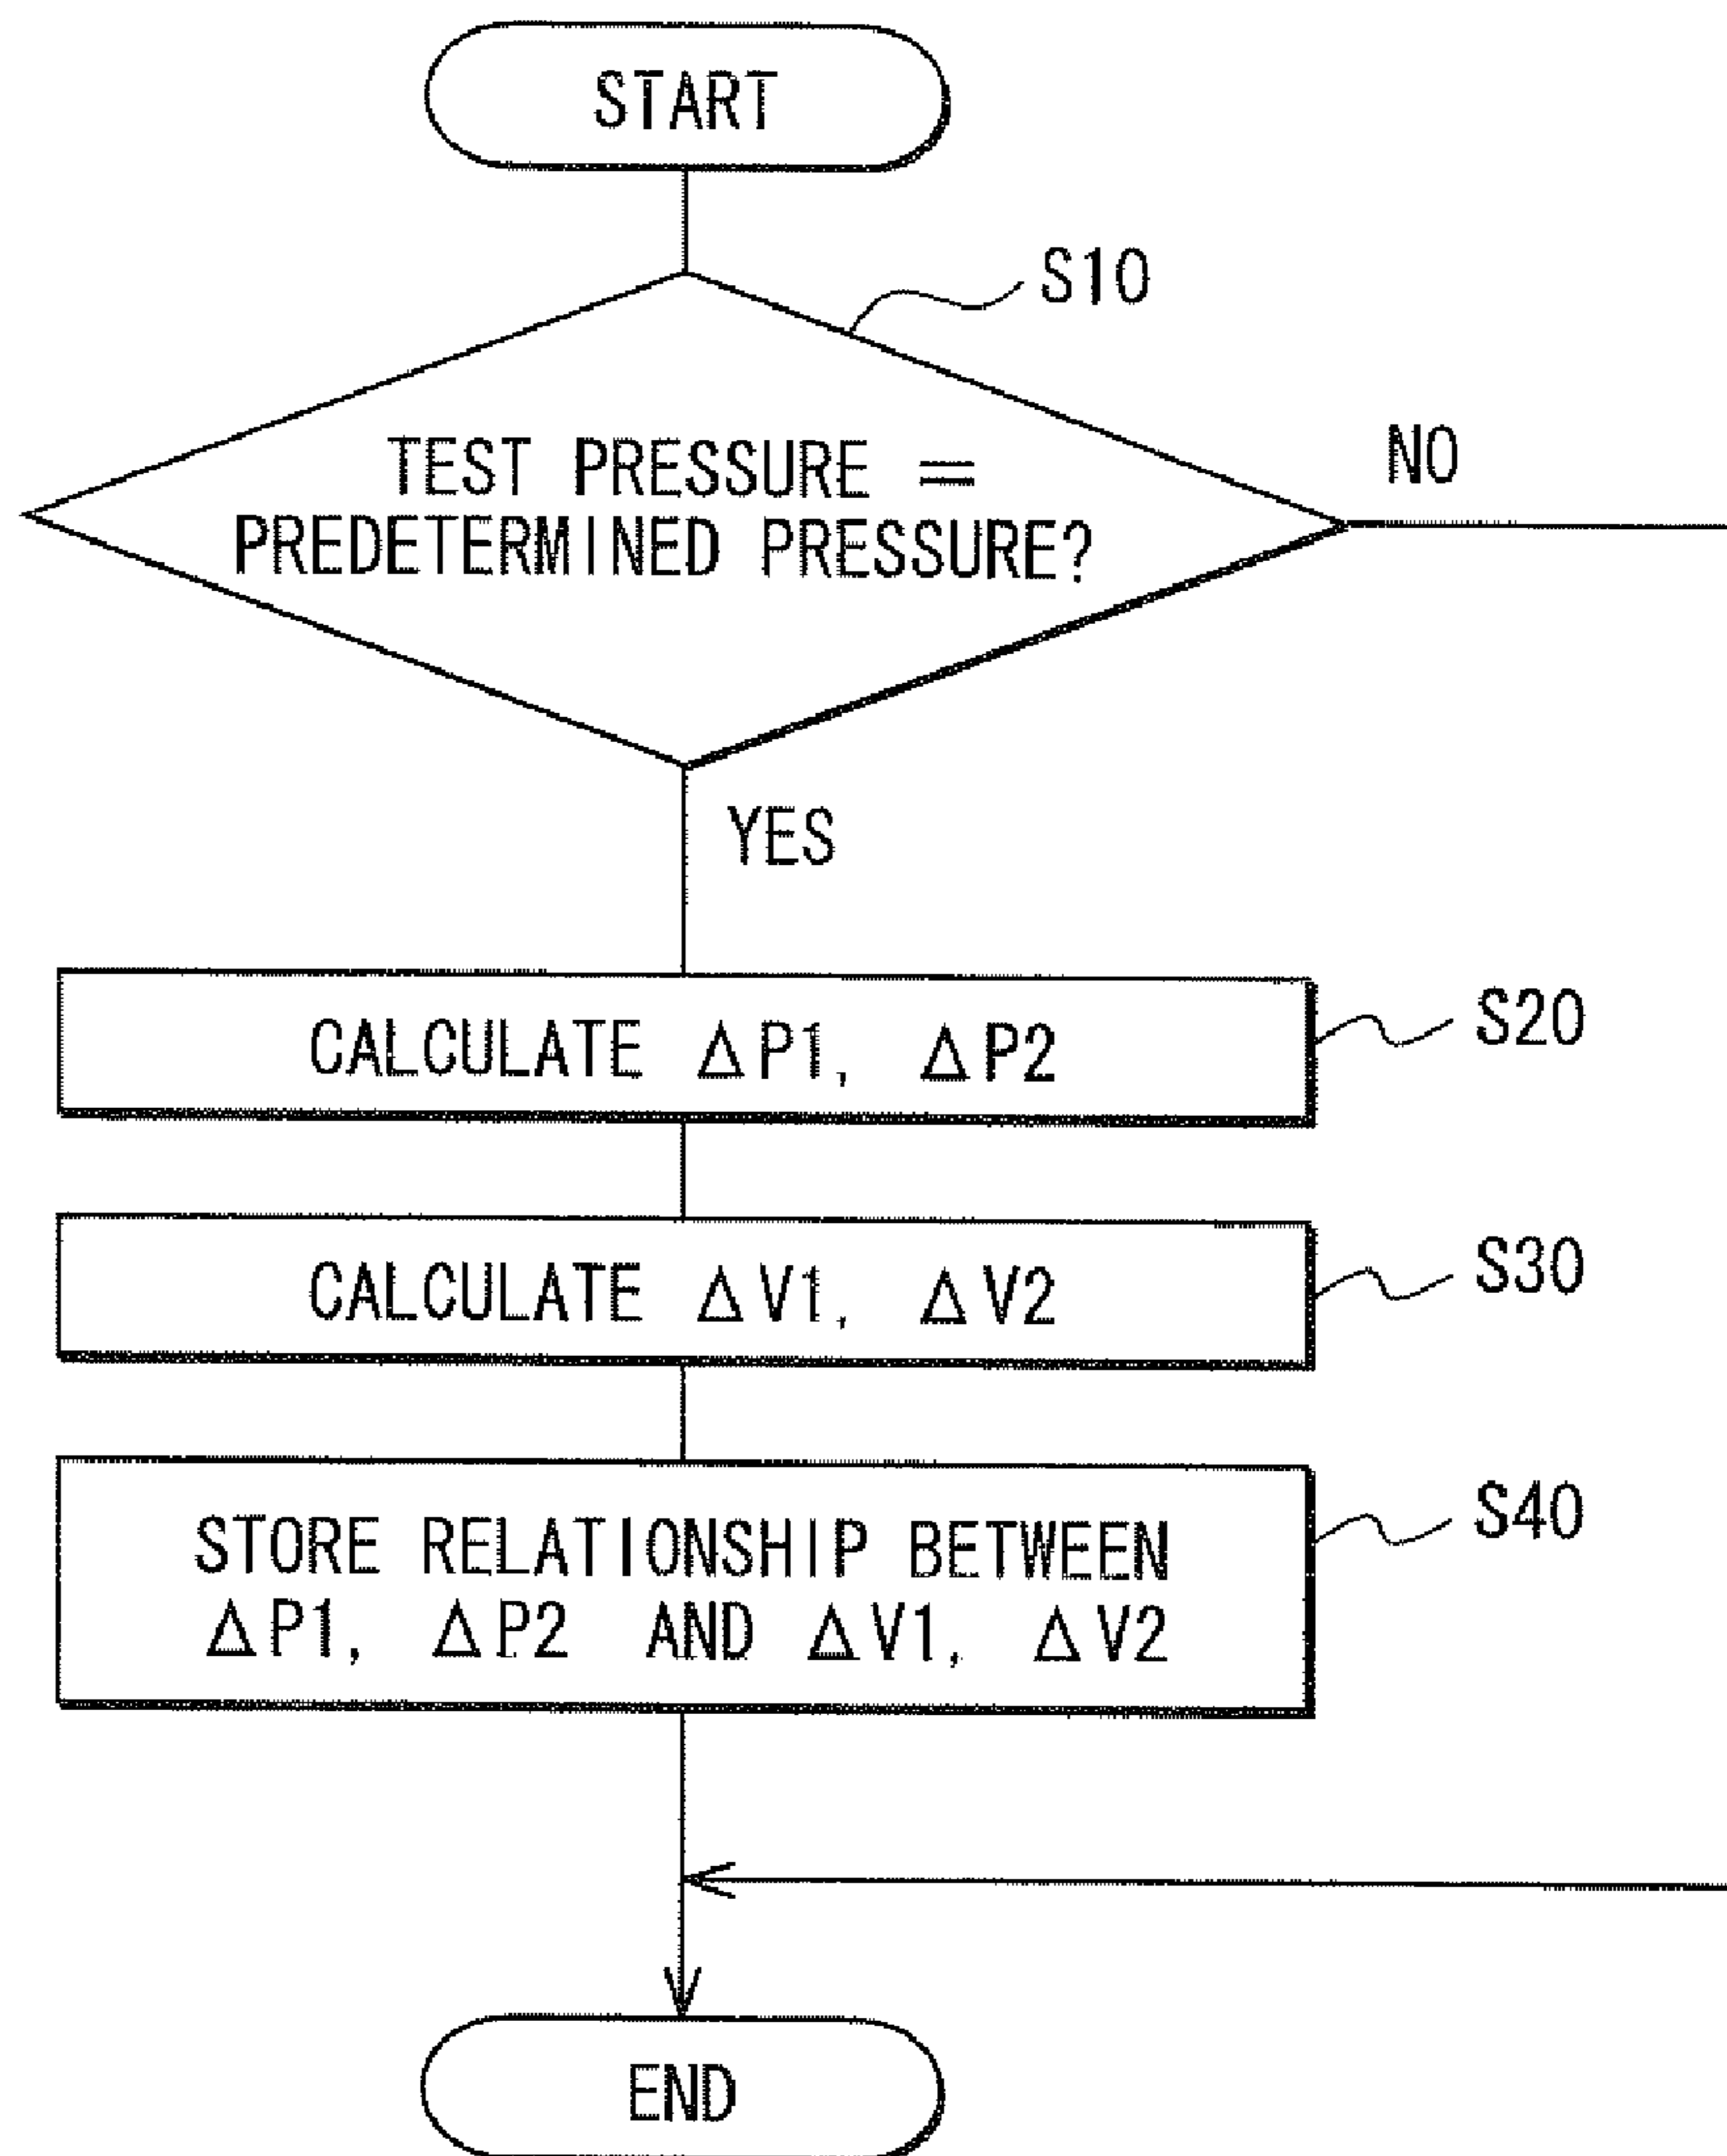 START
S10
TEST PRESSURE =
PREDETERMINED PRESSURE?
NO
YES
CALCULATE ΔP1, ΔP2
S20
CALCULATE ΔV1, ΔV2
S30
STORE RELATIONSHIP BETWEEN
ΔP1, ΔP2 AND ΔV1, ΔV2
S40
END